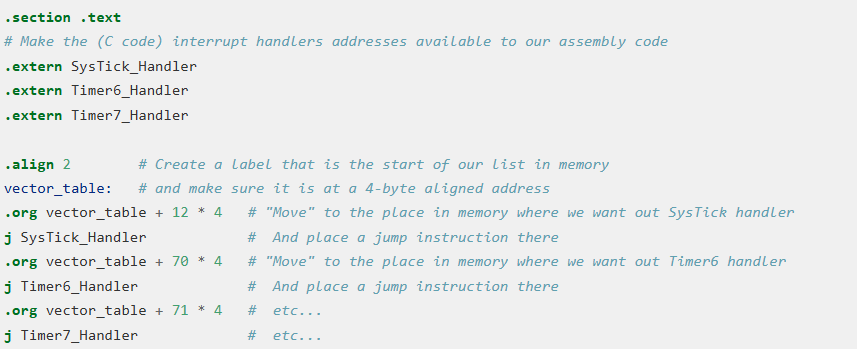 .section .text
# Make the (C code) interrupt handlers addresses available to our assembly code
.extern SysTick_Handler
.extern Timer6_Handler
.extern Timer7_Handler
.align 2        # Create a label that is the start of our list in memory
vector_table:   # and make sure it is at a 4-byte aligned address
.org vector_table + 12 * 4   # "Move" to the place in memory where we want out SysTick handler
j SysTick_Handler            #  And place a jump instruction there
.org vector_table + 70 * 4   # "Move" to the place in memory where we want out Timer6 handler
j Timer6_Handler             #  And place a jump instruction there
.org vector_table + 71 * 4   #  etc...
j Timer7_Handler             #  etc...